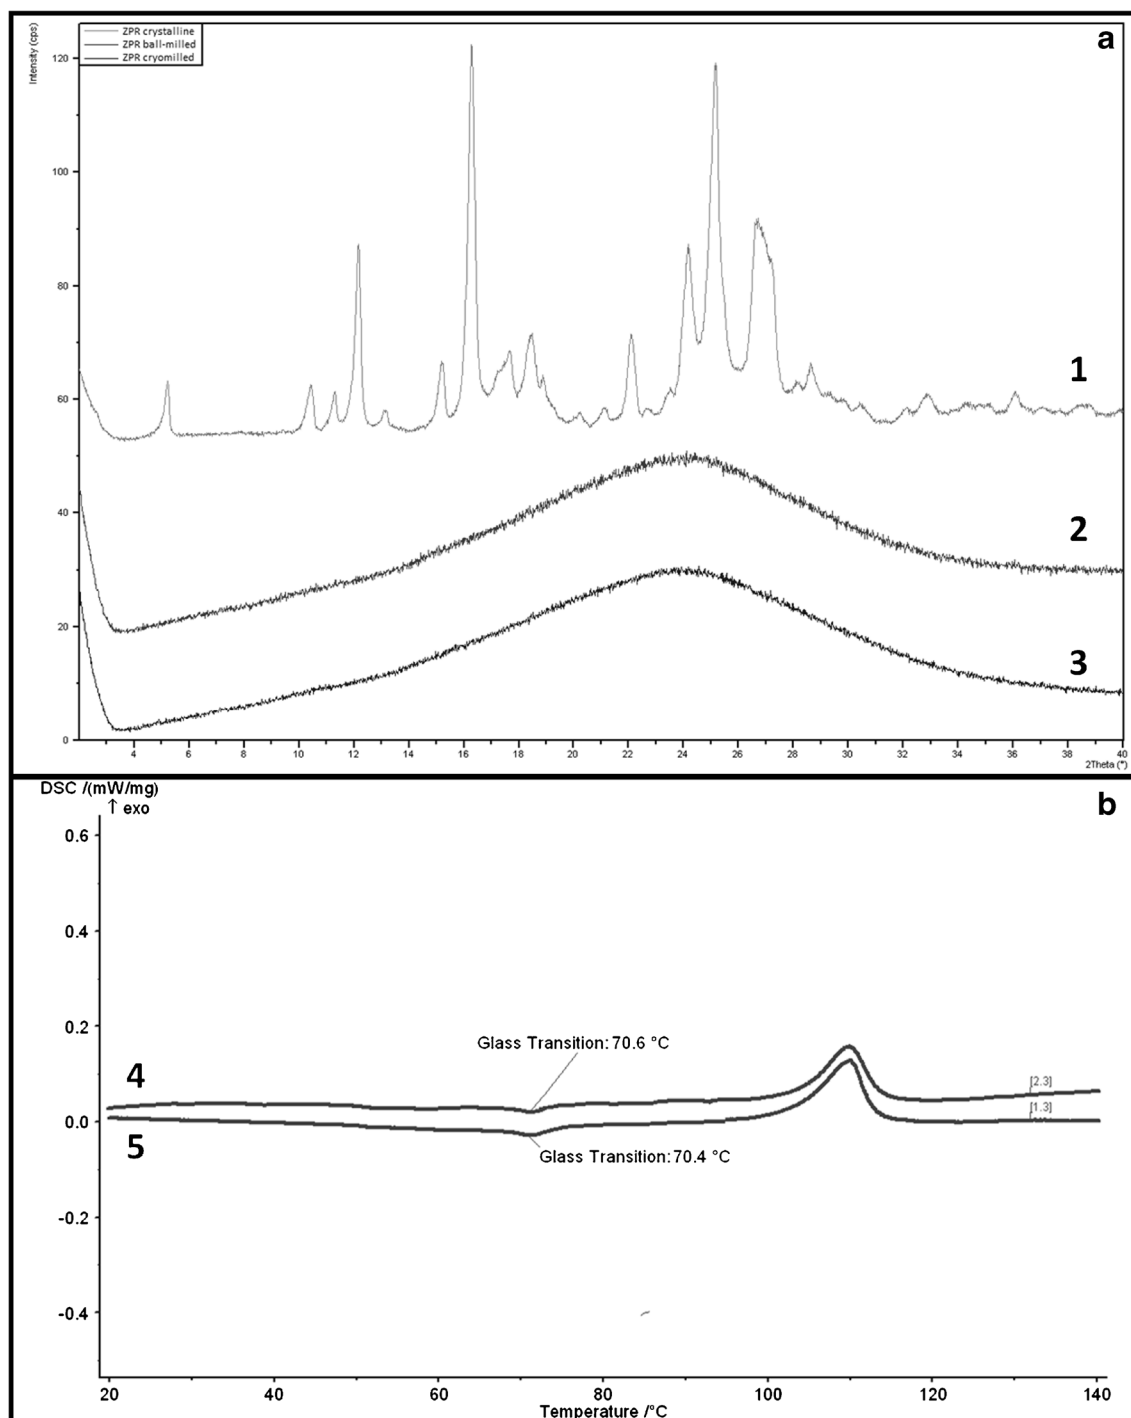 a
Intensity (cps)
ZPR crystalline
ZPR ball-milled
ZPR cryomilled
120
100
80
60
40
20
0
1
2
3
4 6 8 10 12 14 16 18 20 22 24 26 28 30 32 34 36 38 40
2Theta (°)
DSC /(mW/mg)
↑ exo
b
0.6
0.4
0.2
0.0
-0.2
-0.4
Glass Transition: 70.6 °C
4
[2.3]
[1.3]
5
Glass Transition: 70.4 °C
20 40 60 80 100 120 140
Temperature /°C